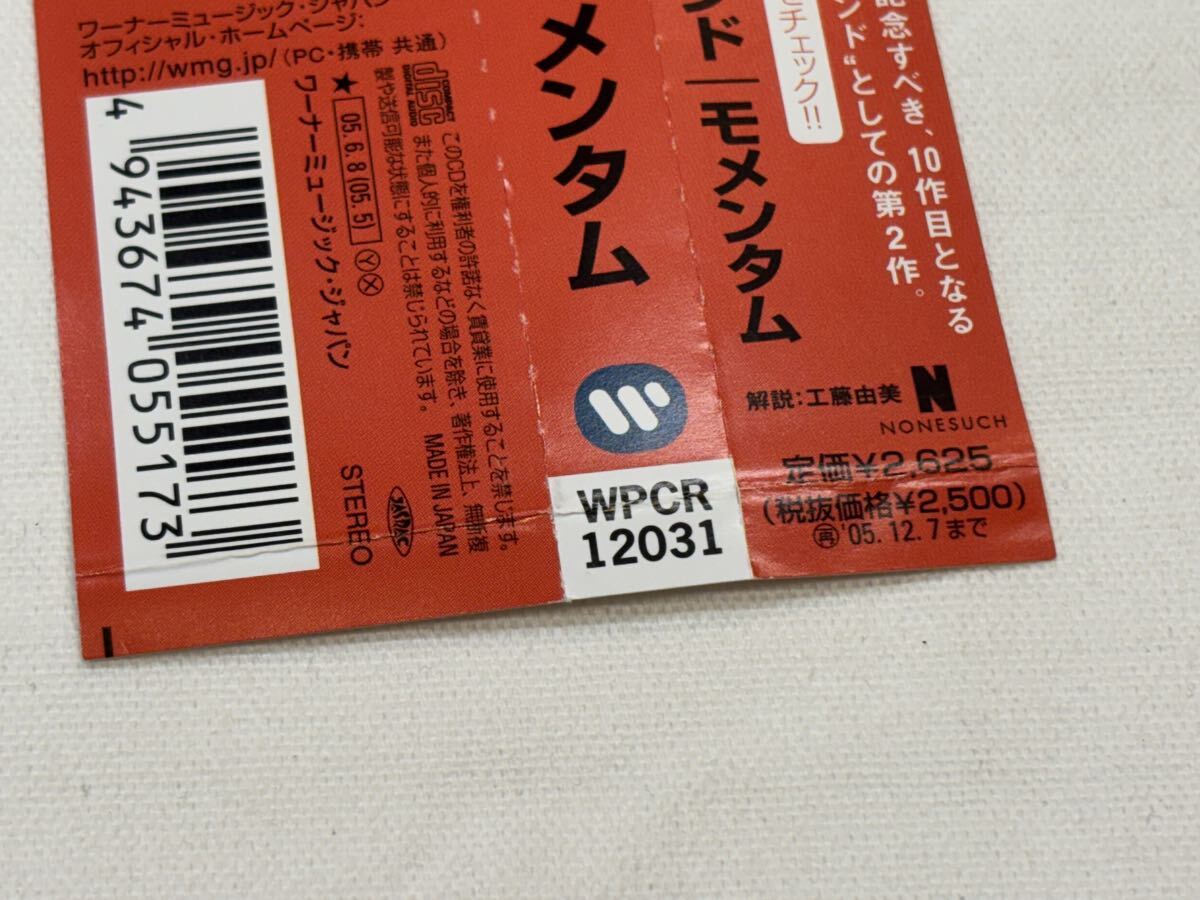 記念すべき、10作目となる
ンド"としての第2作。
とチェック!!
ンド|モメンタム
解説:工藤由美
N
NONESUCH
定価¥2,625
(税抜価格¥2,500)
再 '05.12.7まで
メンタム
WPCR
12031
ワーナーミュージック・ジャパン
オフィシャル・ホームページ:
http://wmg.jp/(PC・携帯 共通)
COMPACT
disc
DIGITAL AUDIO
このCDを権利者の許諾なく賃貸業に使用することを禁じます。
また個人的に利用するなどの場合を除き、著作権法上、無断複
製や送信可能な状態にすることは禁じられています。 MADE IN JAPAN
★ 05.6.8(05.5) Ⓨ Ⓧ
ワーナーミュージック・ジャパン
STEREO
JASRAC
4 943674 055173